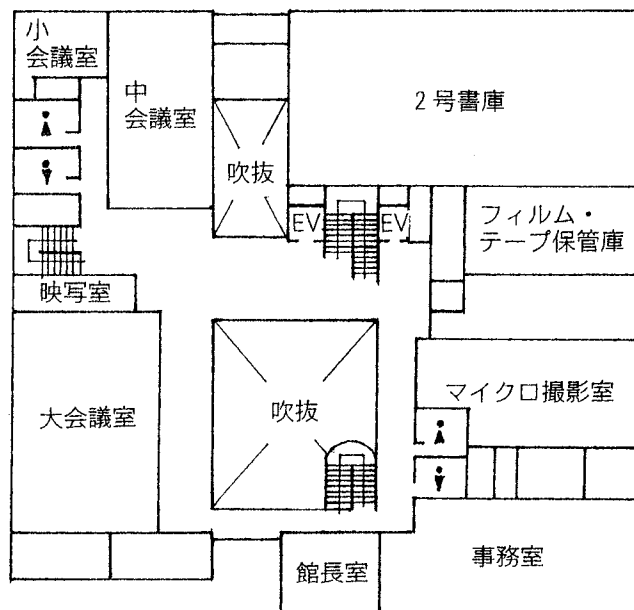 小
会議室
中
会議室
2号書庫
吹抜
EV
EV
フィルム・
テープ保管庫
映写室
大会議室
吹抜
マイクロ撮影室
館長室
事務室